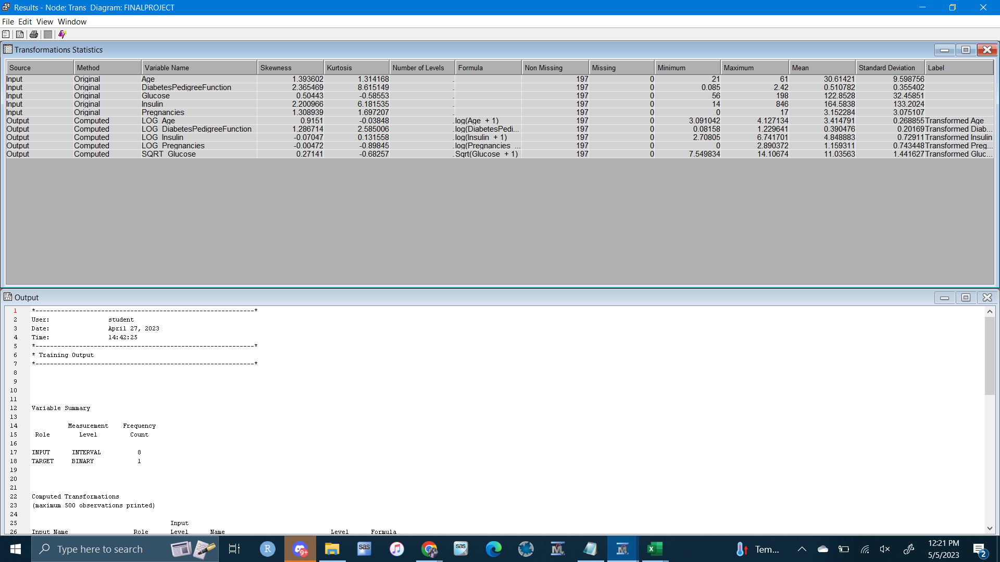 Results - Node: Trans  Diagram: FINALPROJECT
File Edit View Window
Transformations Statistics
Source Method Variable Name Skewness Kurtosis Number of Levels Formula Non Missing Missing Minimum Maximum Mean Standard Deviation Label
Input Original Age 1.393602 1.314168 . 197 0 21 61 30.61421 9.598756
Input Original DiabetesPedigreeFunction 2.365469 8.615149 . 197 0 0.085 2.42 0.510782 0.355402
Input Original Glucose 0.50443 -0.58553 . 197 0 56 198 122.8528 32.45851
Input Original Insulin 2.200966 6.181535 . 197 0 14 846 164.5838 133.2024
Input Original Pregnancies 1.308939 1.697207 . 197 0 0 17 3.152284 3.075107
Output Computed LOG_Age 0.9151 -0.03848 . log(Age + 1) 197 0 3.091042 4.127134 3.414791 0.268855 Transformed Age
Output Computed LOG_DiabetesPedigreeFunction 1.286714 2.585006 . log(DiabetesPedi... 197 0 0.08158 1.229641 0.390476 0.20169 Transformed Diab...
Output Computed LOG_Insulin -0.07047 0.131558 . log(Insulin + 1) 197 0 2.70805 6.741701 4.848883 0.72911 Transformed Insulin
Output Computed LOG_Pregnancies -0.00472 -0.89845 . log(Pregnancies ... 197 0 0 2.890372 1.159311 0.743448 Transformed Preg...
Output Computed SQRT_Glucose 0.27141 -0.68257 . Sqrt(Glucose + 1) 197 0 7.549834 14.10674 11.03563 1.441627 Transformed Gluc...
Output
1 *------------------------------------------------------------*
2 User: student
3 Date: April 27, 2023
4 Time: 14:42:25
5 *------------------------------------------------------------*
6 * Training Output
7 *------------------------------------------------------------*
8
9
10
11
12 Variable Summary
13
14 Measurement Frequency
15 Role Level Count
16
17 INPUT INTERVAL 8
18 TARGET BINARY 1
19
20
21
22 Computed Transformations
23 (maximum 500 observations printed)
24
25 Input
26 Input Name Role Level Name Level Formula
Type here to search
R
9+
sas
sas
M
M
X
Tem...
12:21 PM
5/5/2023
2